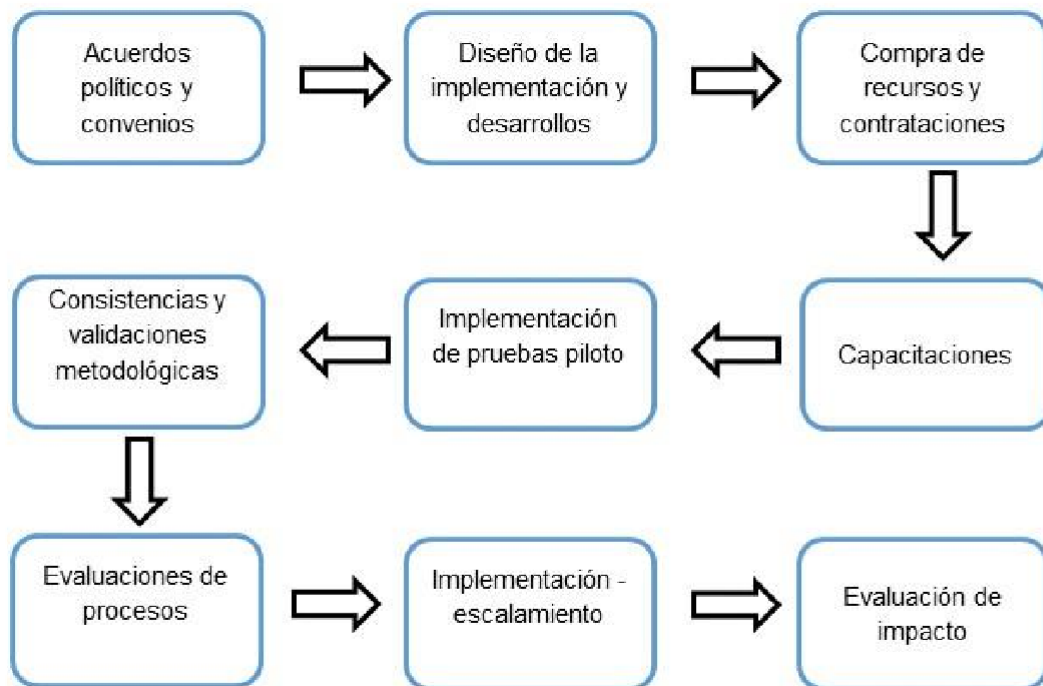 Acuerdos
políticos y
convenios
Diseño de la
implementación y
desarrollos
Compra de
recursos y
contrataciones
Capacitaciones
Implementación
de pruebas piloto
Consistencias y
validaciones
metodológicas
Evaluaciones de
procesos
Implementación -
escalamiento
Evaluación de
impacto